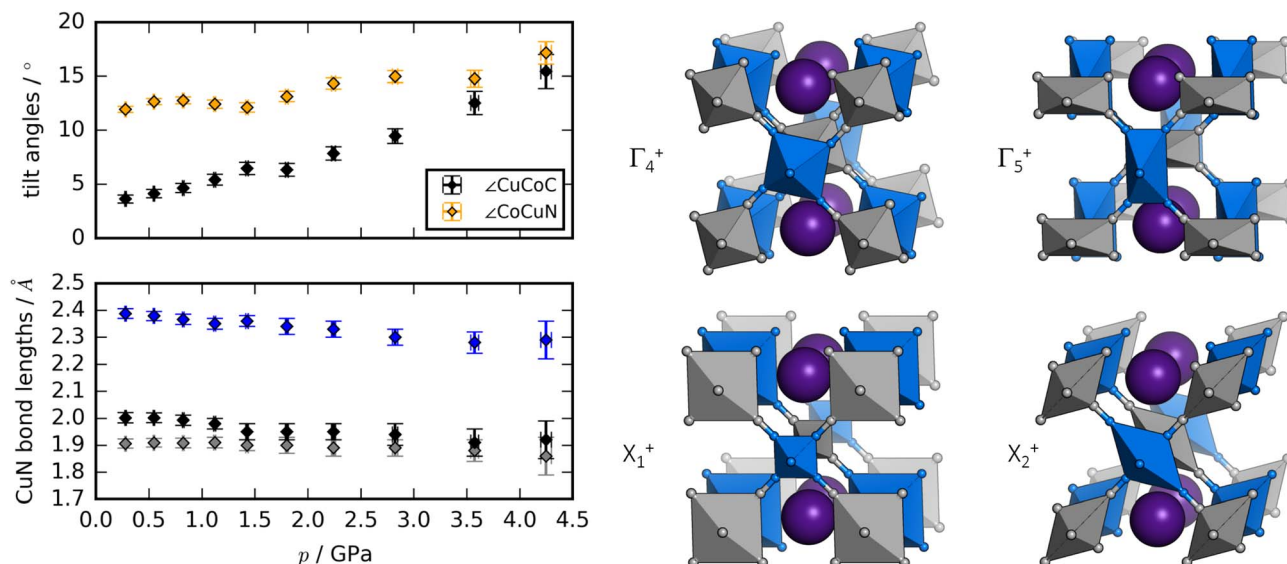 20
15
10
5
0
tilt angles / °
∠CuCoC
∠CoCuN
2.4
2.3
2.2
2.1
2.0
1.9
1.8
1.7
CuN bond lengths / Å
0.0 0.5 1.0 1.5 2.0 2.5 3.0 3.5 4.0 4.5
p / GPa
Γ₄⁺
Γ₅⁺
X₁⁺
X₂⁺